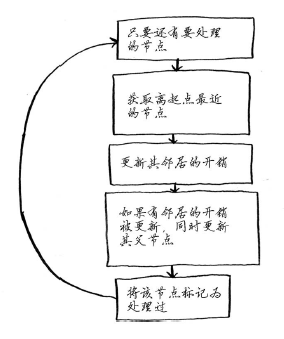 只要还有要处理
的节点
获取离起点最近
的节点
更新其邻居的开销
如果有邻居的开销
被更新，同时更新
其父节点
将该节点标记为
处理过